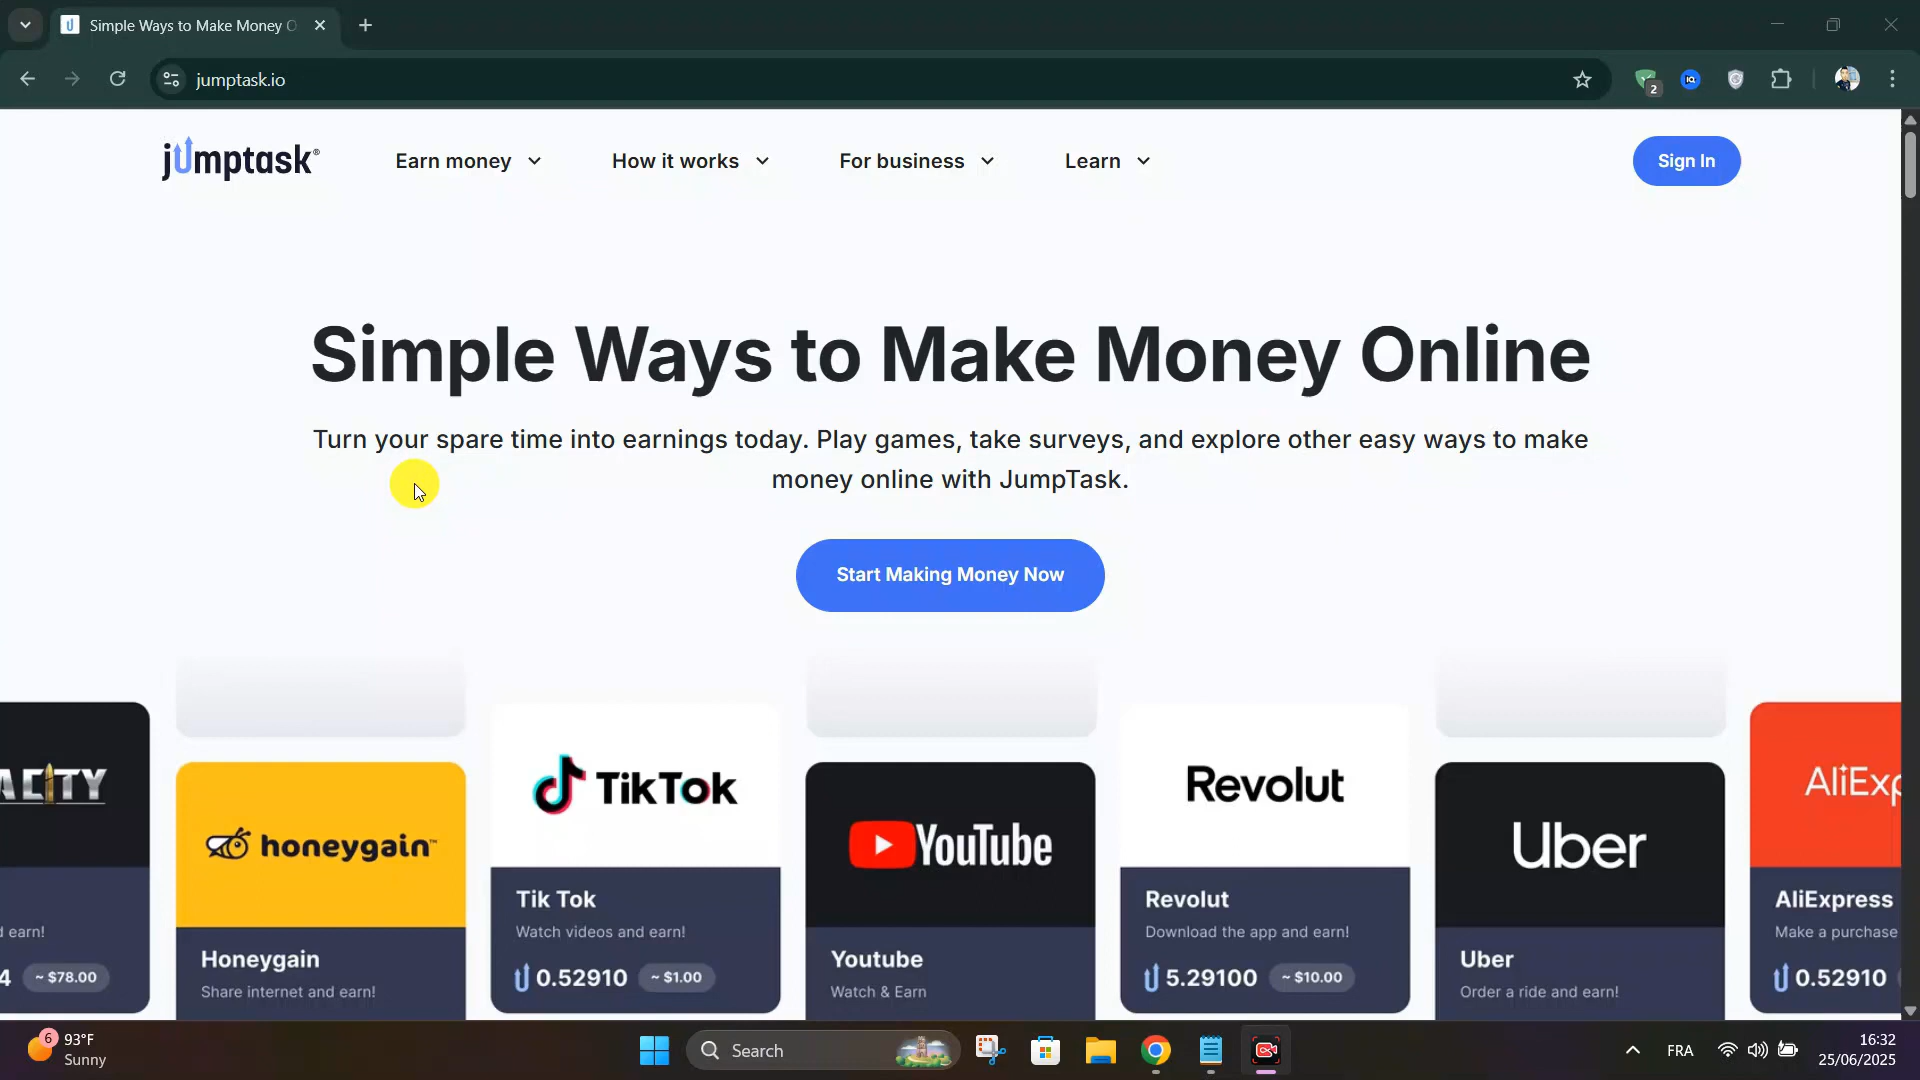 Simple Ways to Make Money O
jumptask.io
2
jumptask®
Earn money
How it works
For business
Learn
Sign In
Simple Ways to Make Money Online
Turn your spare time into earnings today. Play games, take surveys, and explore other easy ways to make
money online with JumpTask.
Start Making Money Now
ACITY
honeygain™
TikTok
YouTube
Revolut
Uber
AliExp
d earn!
4 ~ $78.00
Honeygain
Share internet and earn!
Tik Tok
Watch videos and earn!
0.52910 ~ $1.00
Youtube
Watch & Earn
Revolut
Download the app and earn!
5.29100 ~ $10.00
Uber
Order a ride and earn!
AliExpress
Make a purchase
0.52910
6
93°F
Sunny
Search
FRA
16:32
25/06/2025